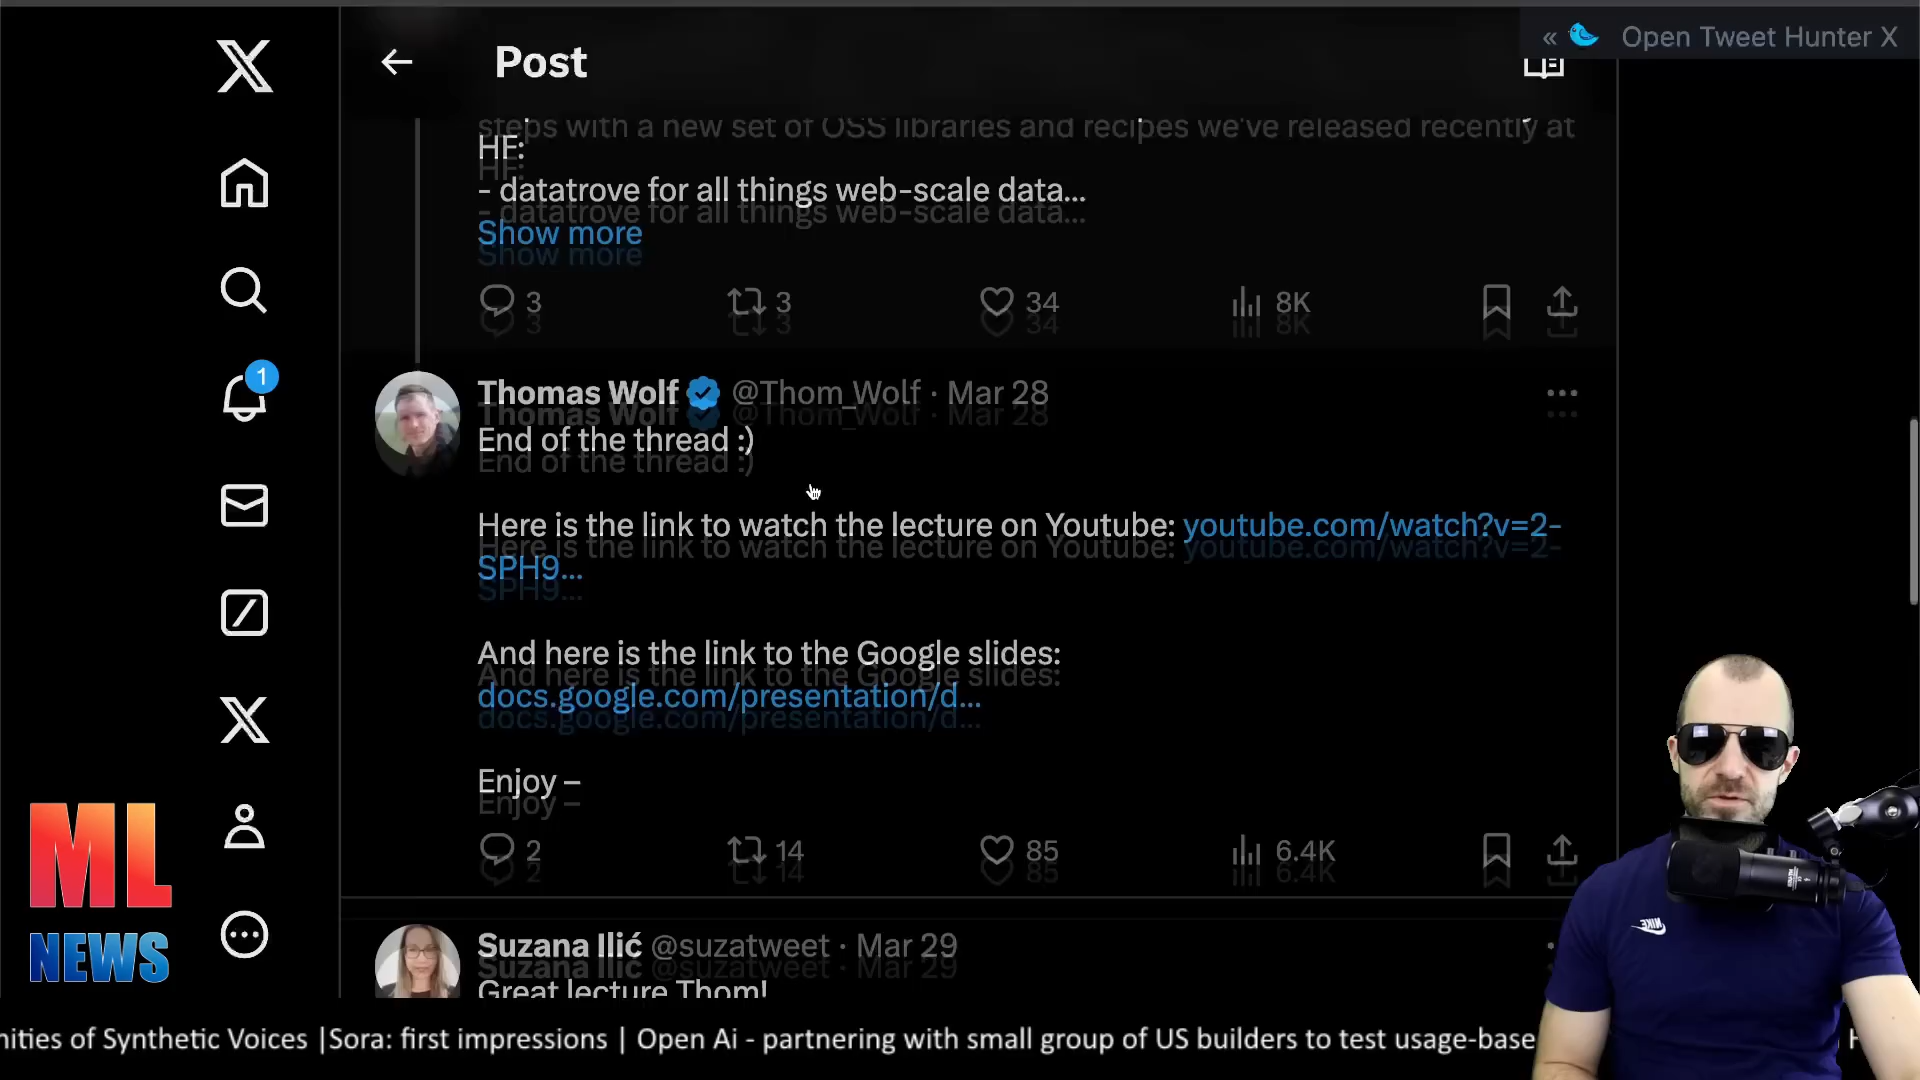 « Open Tweet Hunter X
Post
steps with a new set of OSS libraries and recipes we've released recently at
HF:
- datatrove for all things web-scale data...
Show more
3 3 34 8K
1
Thomas Wolf @Thom_Wolf · Mar 28
End of the thread :)
Here is the link to watch the lecture on Youtube: youtube.com/watch?v=2-
SPH9...
And here is the link to the Google slides:
docs.google.com/presentation/d...
Enjoy –
2 14 85 6.4K
Suzana Ilić @suzatweet · Mar 29
Great lecture Thom!
ML
NEWS
NIKE
of Synthetic Voices |Sora: first impressions | Open Ai - partnering with small group of US builders to test